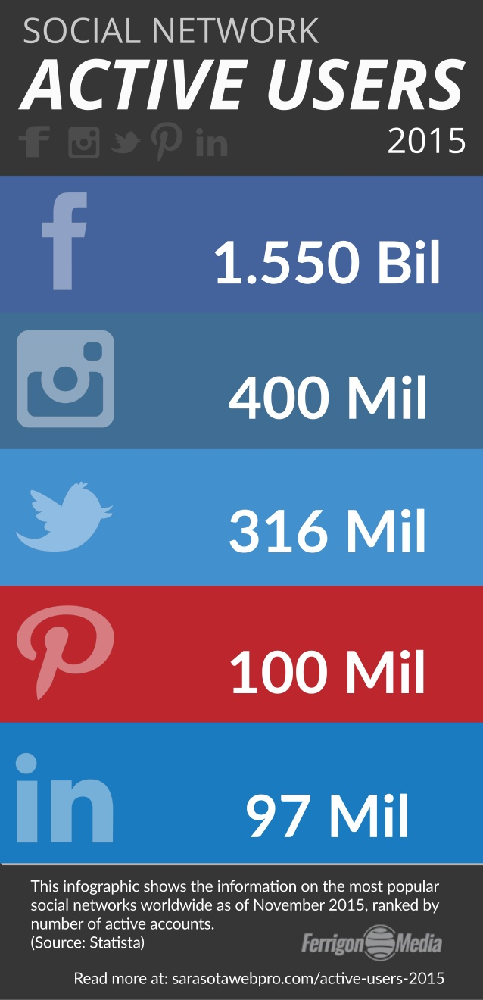 SOCIAL NETWORK
ACTIVE USERS
2015
1.550 Bil
400 Mil
316 Mil
100 Mil
in
97 Mil
This infographic shows the information on the most popular
social networks worldwide as of November 2015, ranked by
number of active accounts.
(Source: Statista)
Ferrigon Media
Read more at: sarasotawebpro.com/active-users-2015